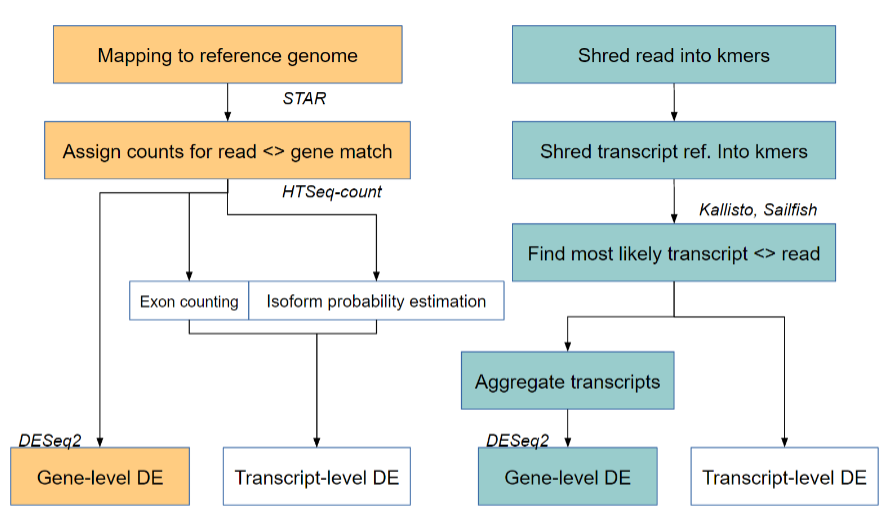 Mapping to reference genome
STAR
Assign counts for read <> gene match
HTSeq-count
Exon counting
Isoform probability estimation
DESeq2
Gene-level DE
Transcript-level DE
Shred read into kmers
Shred transcript ref. Into kmers
Kallisto, Sailfish
Find most likely transcript <> read
Aggregate transcripts
DESeq2
Gene-level DE
Transcript-level DE